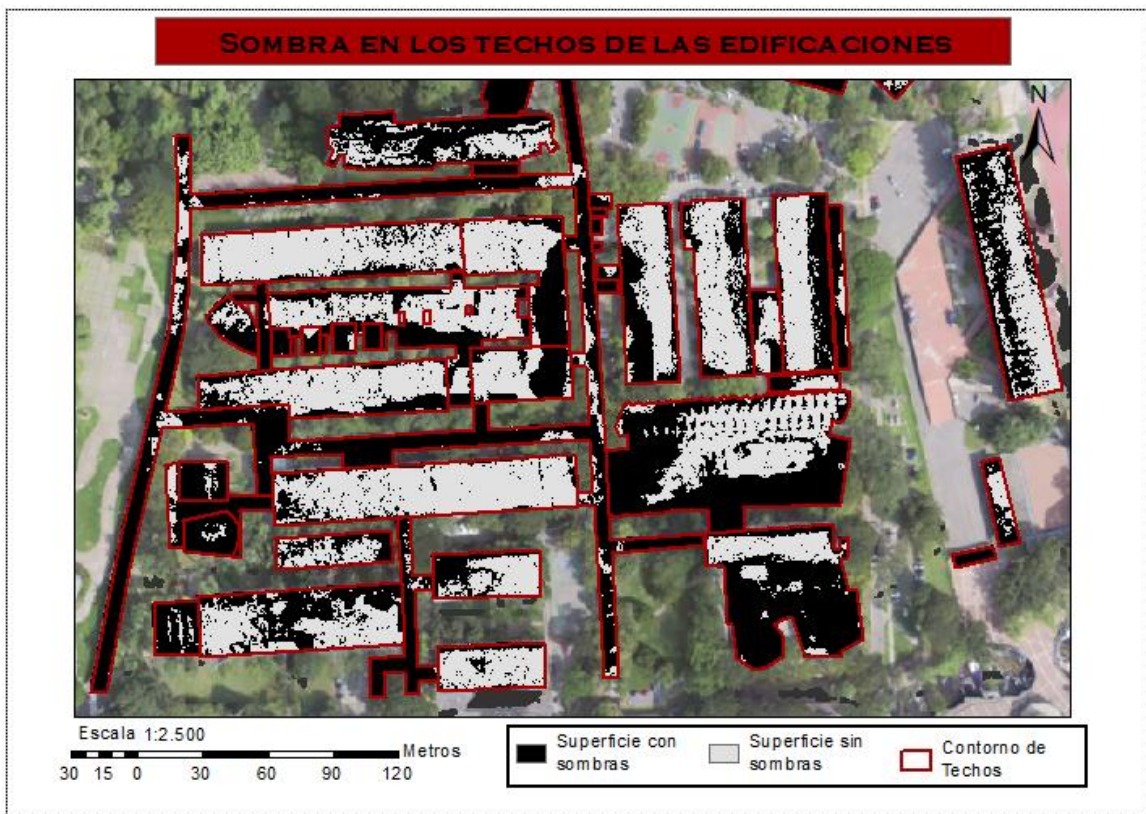 SOMBRA EN LOS TECHOS DE LAS EDIFICACIONES
N
Escala 1:2.500
Metros
30 15 0 30 60 90 120
Superficie con
sombras
Superficie sin
sombras
Contorno de
Techos